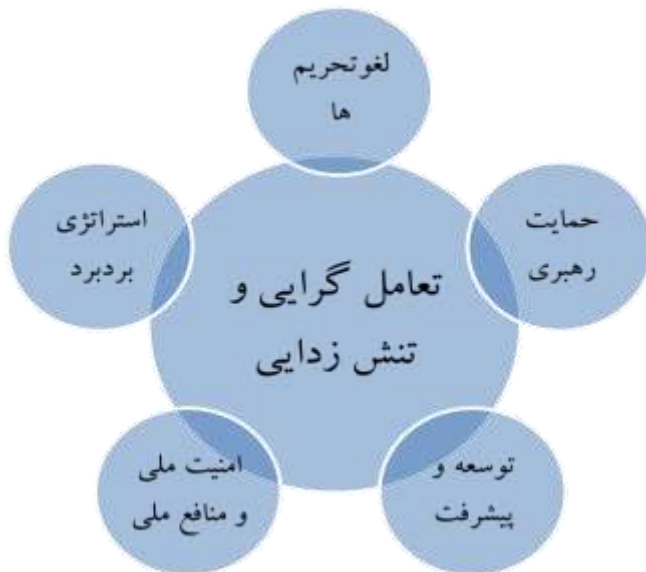 لغوتحریم
ها
حمایت
رهبری
استراتژی
بردبرد
تعامل گرایی و
تنش زدایی
توسعه و
پیشرفت
امنیت ملی
و منافع ملی